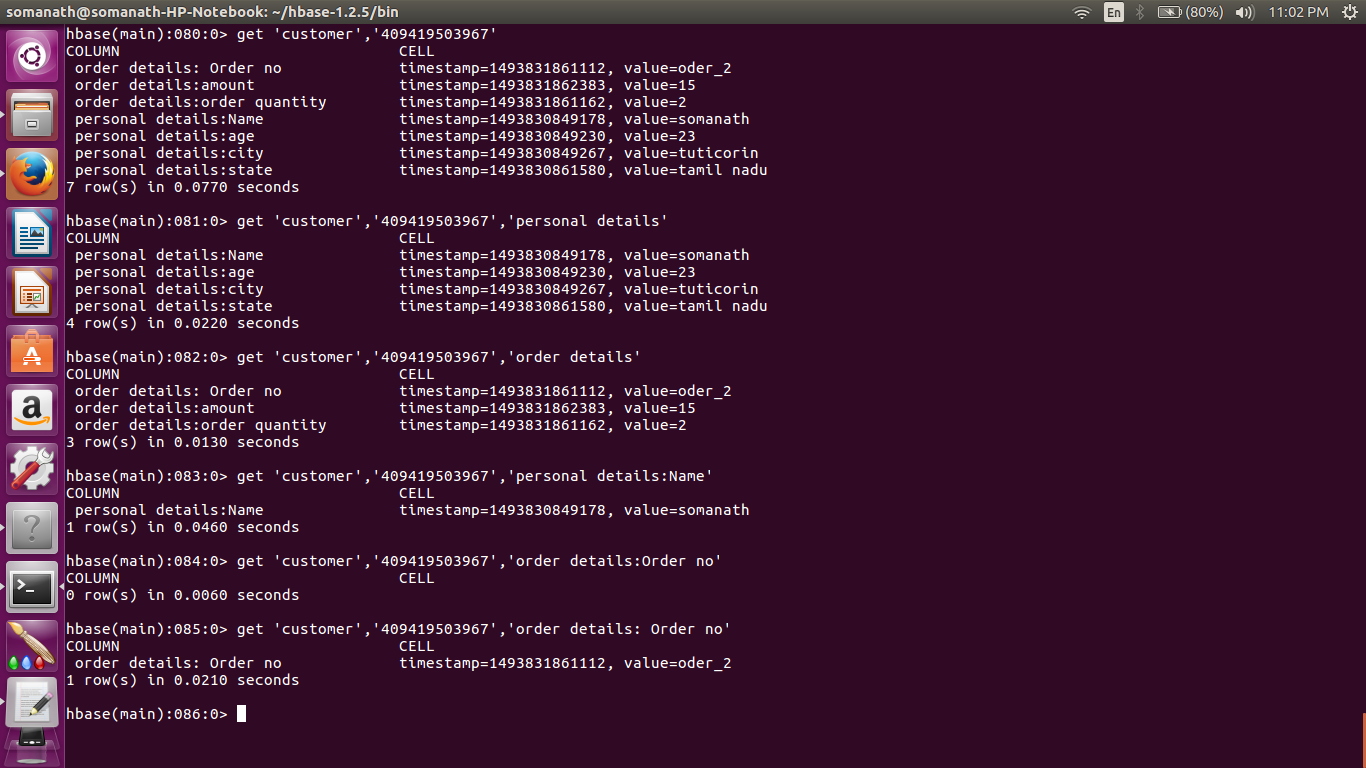 somanath@somanath-HP-Notebook: ~/hbase-1.2.5/bin En (80%) 11:02 PM
hbase(main):080:0> get 'customer','409419503967'
COLUMN CELL
order details: Order no timestamp=1493831861112, value=oder_2
order details:amount timestamp=1493831862383, value=15
order details:order quantity timestamp=1493831861162, value=2
personal details:Name timestamp=1493830849178, value=somanath
personal details:age timestamp=1493830849230, value=23
personal details:city timestamp=1493830849267, value=tuticorin
personal details:state timestamp=1493830861580, value=tamil nadu
7 row(s) in 0.0770 seconds
hbase(main):081:0> get 'customer','409419503967','personal details'
COLUMN CELL
personal details:Name timestamp=1493830849178, value=somanath
personal details:age timestamp=1493830849230, value=23
personal details:city timestamp=1493830849267, value=tuticorin
personal details:state timestamp=1493830861580, value=tamil nadu
4 row(s) in 0.0220 seconds
hbase(main):082:0> get 'customer','409419503967','order details'
COLUMN CELL
order details: Order no timestamp=1493831861112, value=oder_2
order details:amount timestamp=1493831862383, value=15
order details:order quantity timestamp=1493831861162, value=2
3 row(s) in 0.0130 seconds
hbase(main):083:0> get 'customer','409419503967','personal details:Name'
COLUMN CELL
personal details:Name timestamp=1493830849178, value=somanath
1 row(s) in 0.0460 seconds
hbase(main):084:0> get 'customer','409419503967','order details:Order no'
COLUMN CELL
0 row(s) in 0.0060 seconds
hbase(main):085:0> get 'customer','409419503967','order details: Order no'
COLUMN CELL
order details: Order no timestamp=1493831861112, value=oder_2
1 row(s) in 0.0210 seconds
hbase(main):086:0>